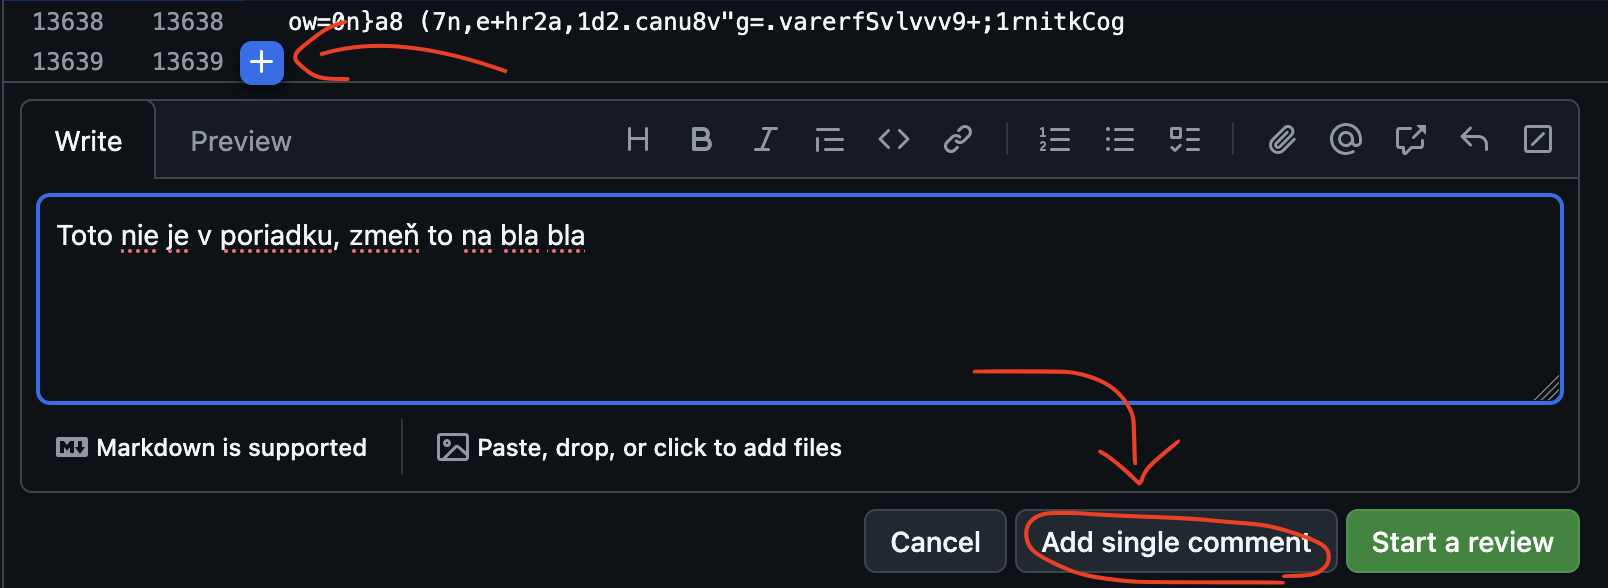 13638 13638 ow=0n}a8 (7n,e+hr2a,1d2.canu8v"g=.varerfSvlvvv9+;1rnitkCog
13639 13639 +
Write Preview
Toto nie je v poriadku, zmeň to na bla bla
Markdown is supported Paste, drop, or click to add files
Cancel Add single comment Start a review